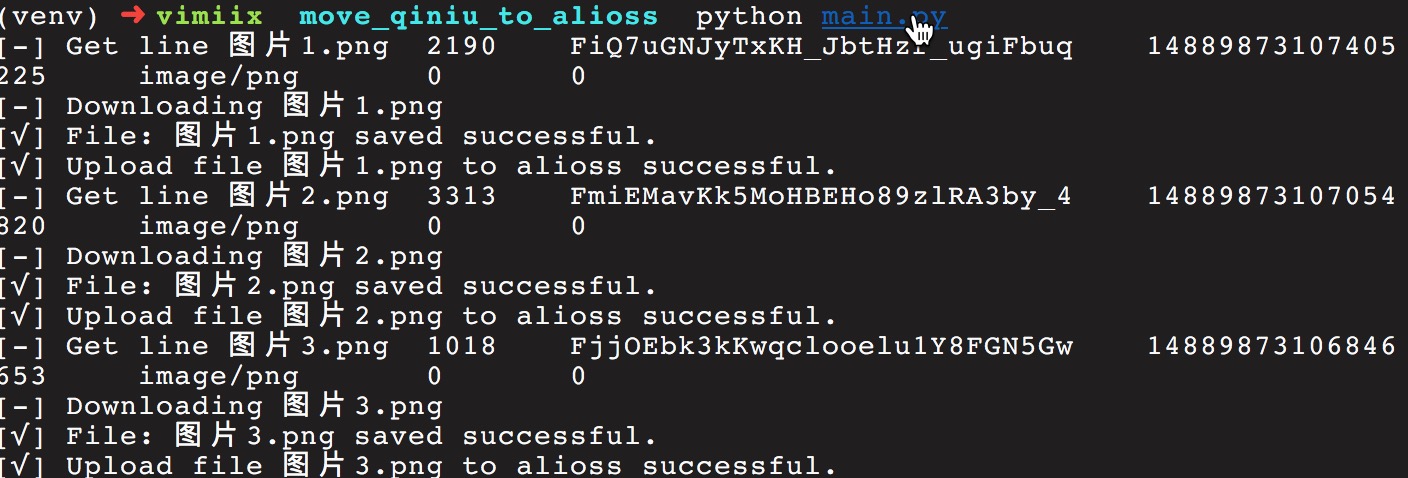 (venv) ➜ vimiix move_qiniu_to_alioss python main.py
[-] Get line 图片1.png 2190 14889873107405
225 image/png 0 0
[-] Downloading 图片1.png
[√] File: 图片1.png saved successful.
[√] Upload file 图片1.png to alioss successful.
[-] Get line 图片2.png 3313 FmiEMavKk5MoHBEHo89zlRA3by_4 14889873107054
820 image/png 0 0
[-] Downloading 图片2.png
[√] File: 图片2.png saved successful.
[√] Upload file 图片2.png to alioss successful.
[-] Get line 图片3.png 1018 FjjOEbk3kKwqclooelu1Y8FGN5Gw 14889873106846
653 image/png 0 0
[-] Downloading 图片3.png
[√] File: 图片3.png saved successful.
[√] Upload file 图片3.png to alioss successful.